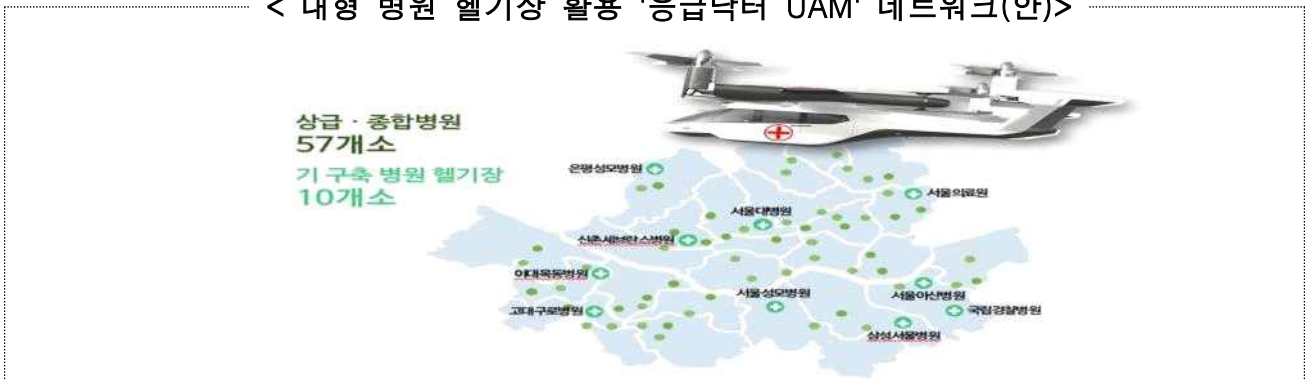 < 대형 병원 헬기장 활용 '응급닥터 UAM' 네트워크(안)>
상급 · 종합병원
57개소
기 구축 병원 헬기장
10개소
은평성모병원
서울의료원
서울대병원
신촌세브란스병원
이대목동병원
서울성모병원
서울아산병원
고대구로병원
국립경찰병원
삼성서울병원